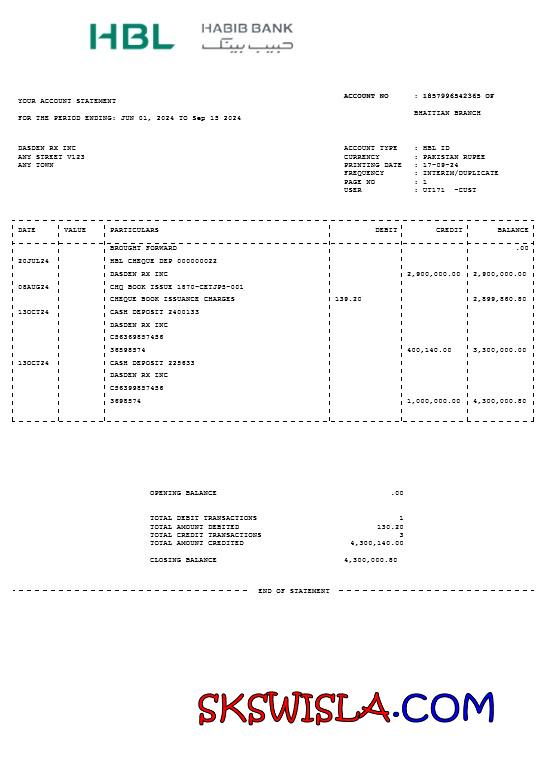 HBL HABIB BANK
حبيب بينک
ACCOUNT NO : 1857996542365 OF
YOUR ACCOUNT STATEMENT
BHATTIAN BRANCH
FOR THE PERIOD ENDING: JUN 01, 2024 TO Sep 15 2024
DASDEN RX INC ACCOUNT TYPE : HBL ID
ANY STREET V123 CURRENCY : PAKISTAN RUPEE
ANY TOWN PRINTING DATE : 17-09-24
FREQUENCY : INTERIM/DUPLICATE
PAGE NO : 1
USER : UT171 -CUST
DATE VALUE PARTICULARS DEBIT CREDIT BALANCE
BROUGHT FORWARD .00
20JUL24 HBL CHEQUE DEP 000000022
DASDEN RX INC 2,900,000.00 2,900,000.00
08AUG24 CHQ BOOK ISSUE 1870-CETJPS-001
CHEQUE BOOK ISSUANCE CHARGES 139.20 2,899,860.80
13OCT24 CASH DEPOSIT 2400133
DASDEN RX INC
C56369857456
36598574 400,140.00 3,300,000.80
13OCT24 CASH DEPOSIT 225633
DASDEN RX INC
C56399857456
3698574 1,000,000.00 4,300,000.80
OPENING BALANCE .00
TOTAL DEBIT TRANSACTIONS 1
TOTAL AMOUNT DEBITED 130.20
TOTAL CREDIT TRANSACTIONS 3
TOTAL AMOUNT CREDITED 4,300,140.00
CLOSING BALANCE 4,300,000.80
END OF STATEMENT
SKSWISLA.COM